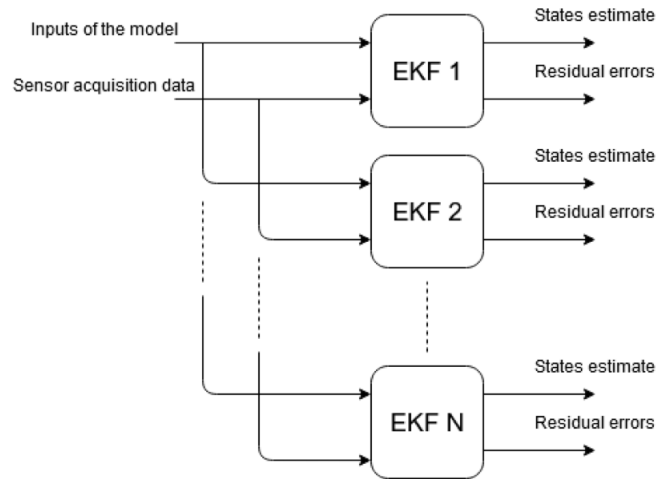 States estimate
Inputs of the model
EKF 1
Residual errors
Sensor acquisition data
States estimate
EKF 2
Residual errors
States estimate
EKF N
Residual errors